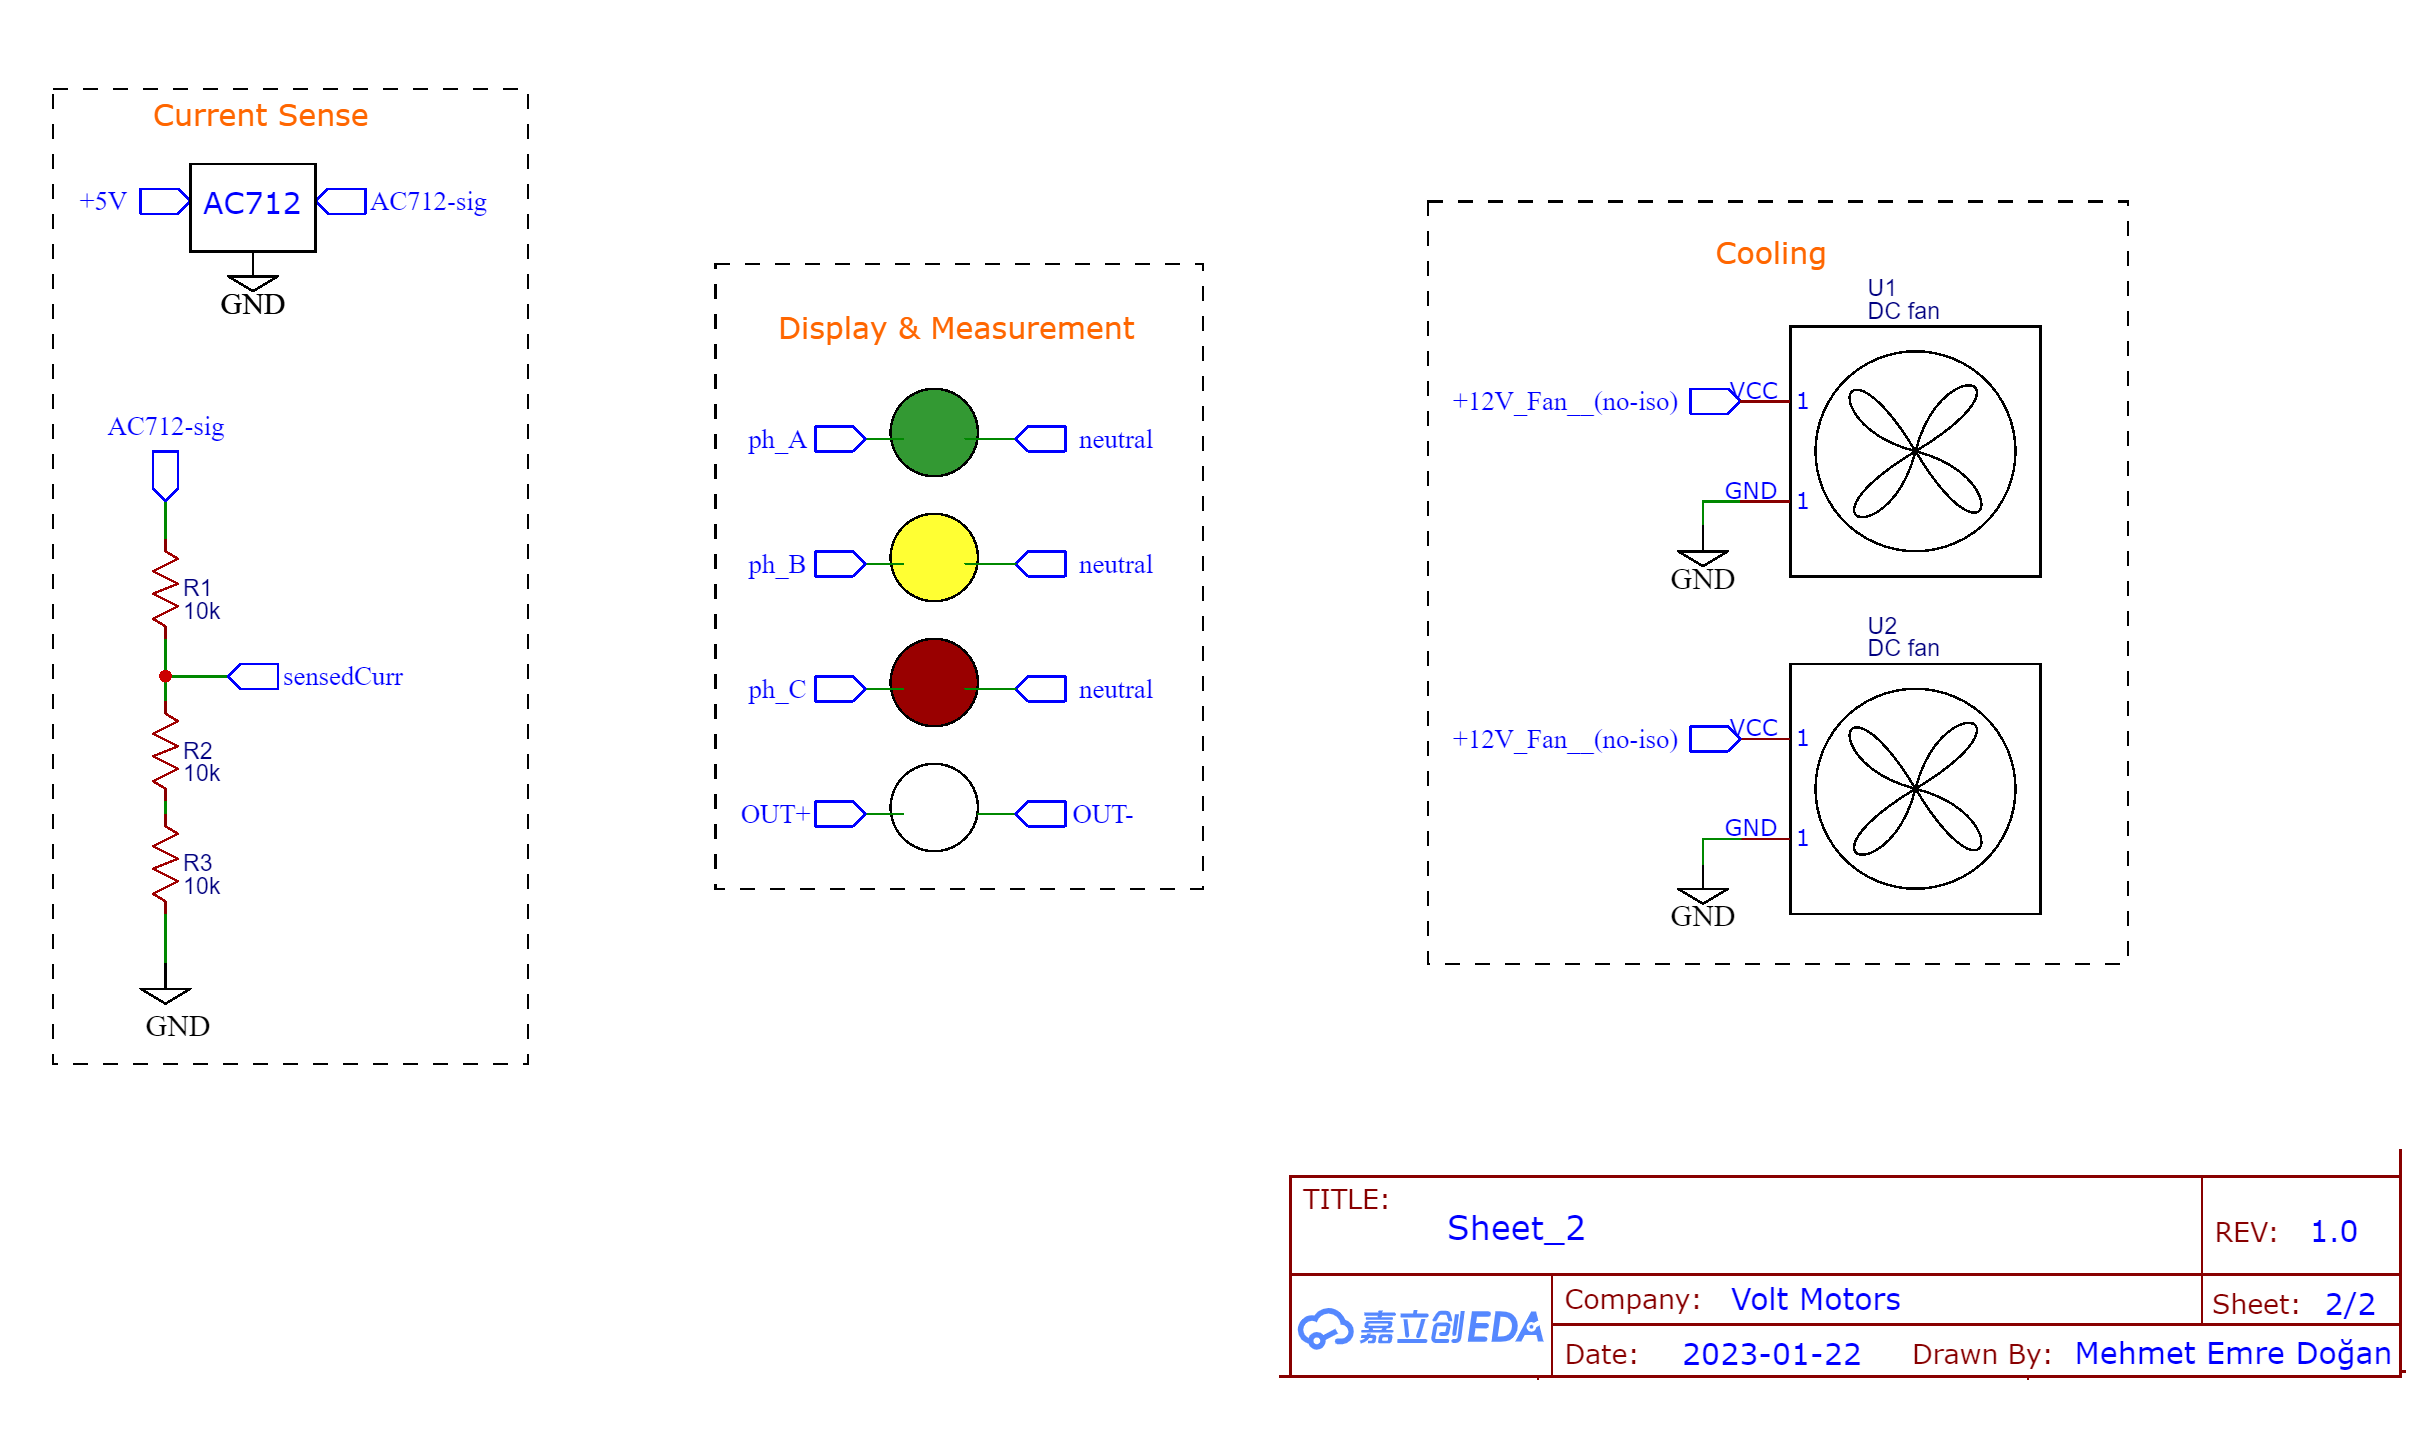 Current Sense
+5V
AC712
AC712-sig
GND
AC712-sig
R1
10k
sensedCurr
R2
10k
R3
10k
GND
Display & Measurement
ph_A
neutral
ph_B
neutral
ph_C
neutral
OUT+
OUT-
Cooling
U1
DC fan
+12V_Fan__(no-iso)
VCC
1
GND
1
GND
U2
DC fan
+12V_Fan__(no-iso)
VCC
1
GND
1
GND
TITLE:
Sheet_2
REV: 1.0
嘉立创EDA
Company: Volt Motors
Sheet: 2/2
Date: 2023-01-22
Drawn By: Mehmet Emre Doğan